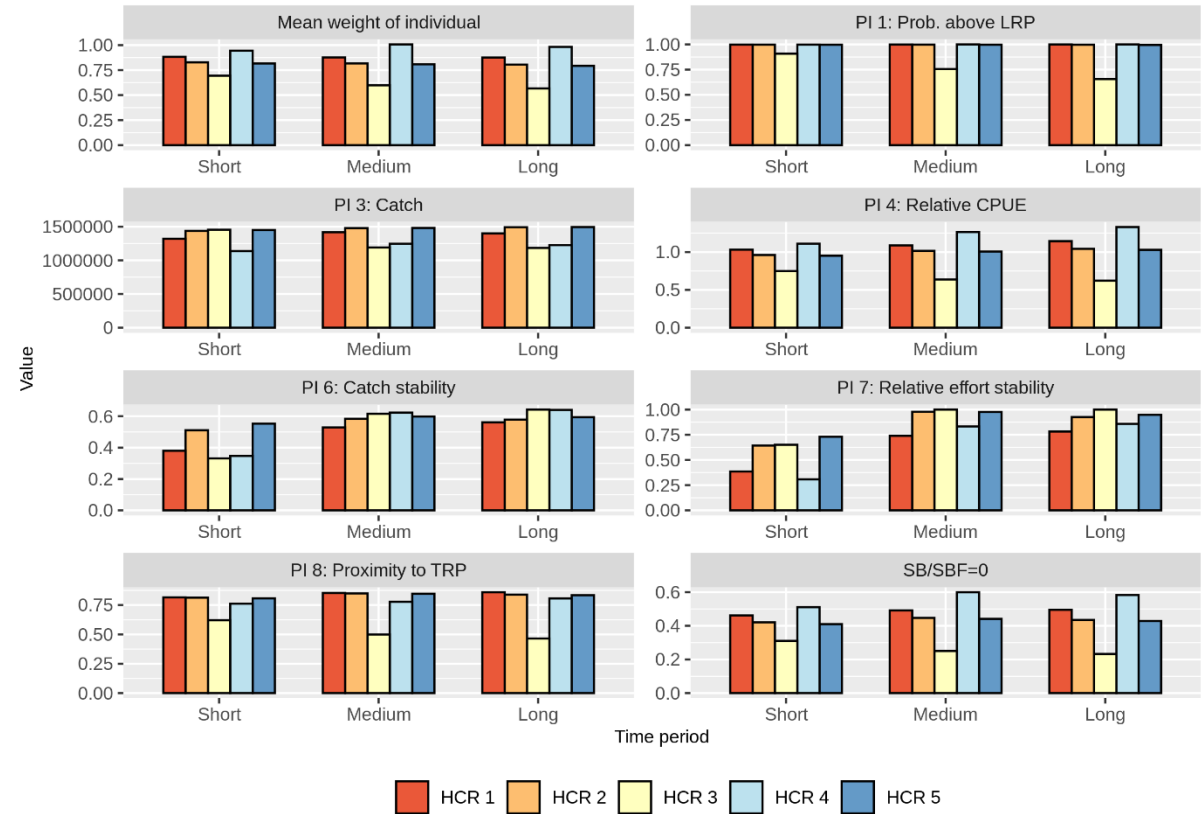 Mean weight of individual
PI 1: Prob. above LRP
1.00
0.75
0.50
0.25
0.00
Short Medium Long
1.00
0.75
0.50
0.25
0.00
Short Medium Long
PI 3: Catch
PI 4: Relative CPUE
1500000
1000000
500000
0
Short Medium Long
1.0
0.5
0.0
Short Medium Long
Value
PI 6: Catch stability
PI 7: Relative effort stability
0.6
0.4
0.2
0.0
Short Medium Long
1.00
0.75
0.50
0.25
0.00
Short Medium Long
PI 8: Proximity to TRP
SB/SBF=0
0.75
0.50
0.25
0.00
Short Medium Long
0.6
0.4
0.2
0.0
Short Medium Long
Time period
HCR 1 HCR 2 HCR 3 HCR 4 HCR 5